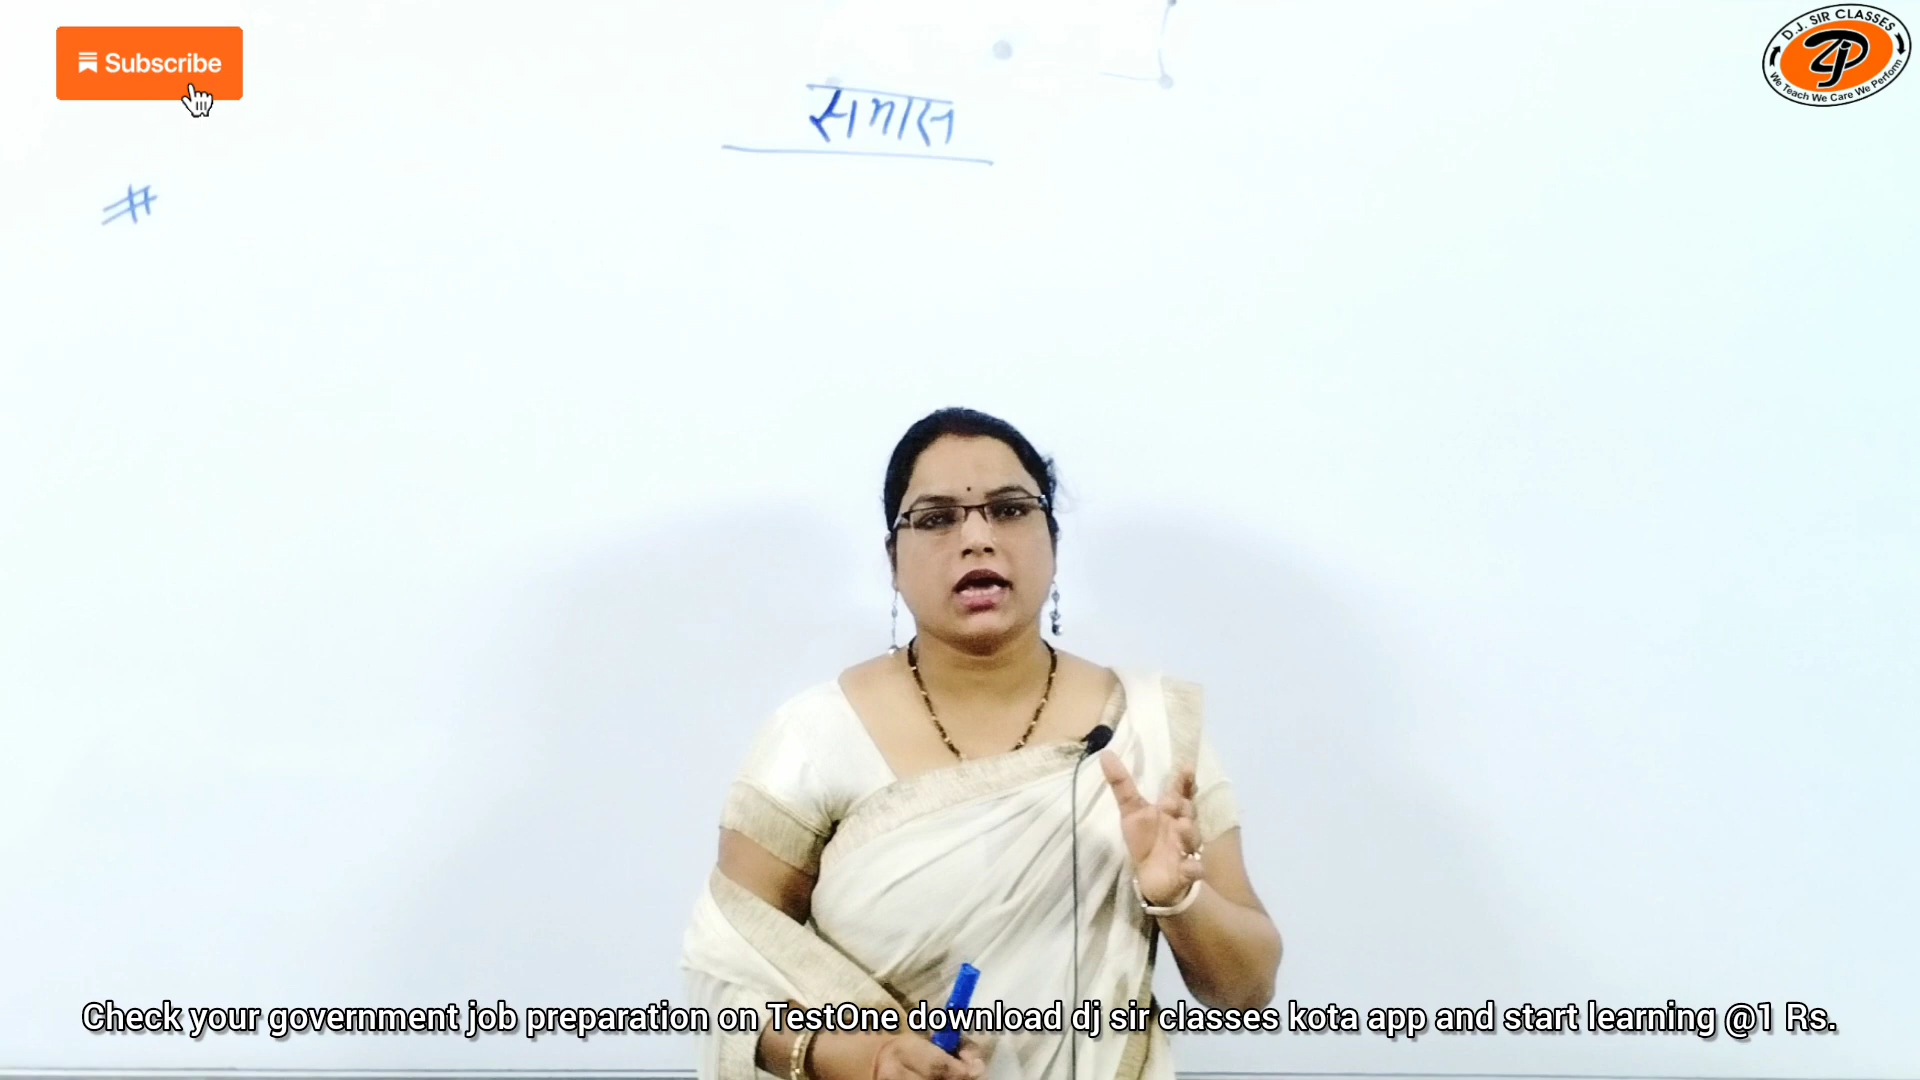 Subscribe
D.J. SIR CLASSES
We Teach We Care We Perform
समास
#
Check your government job preparation on TestOne download dj sir classes kota app and start learning @1 Rs.